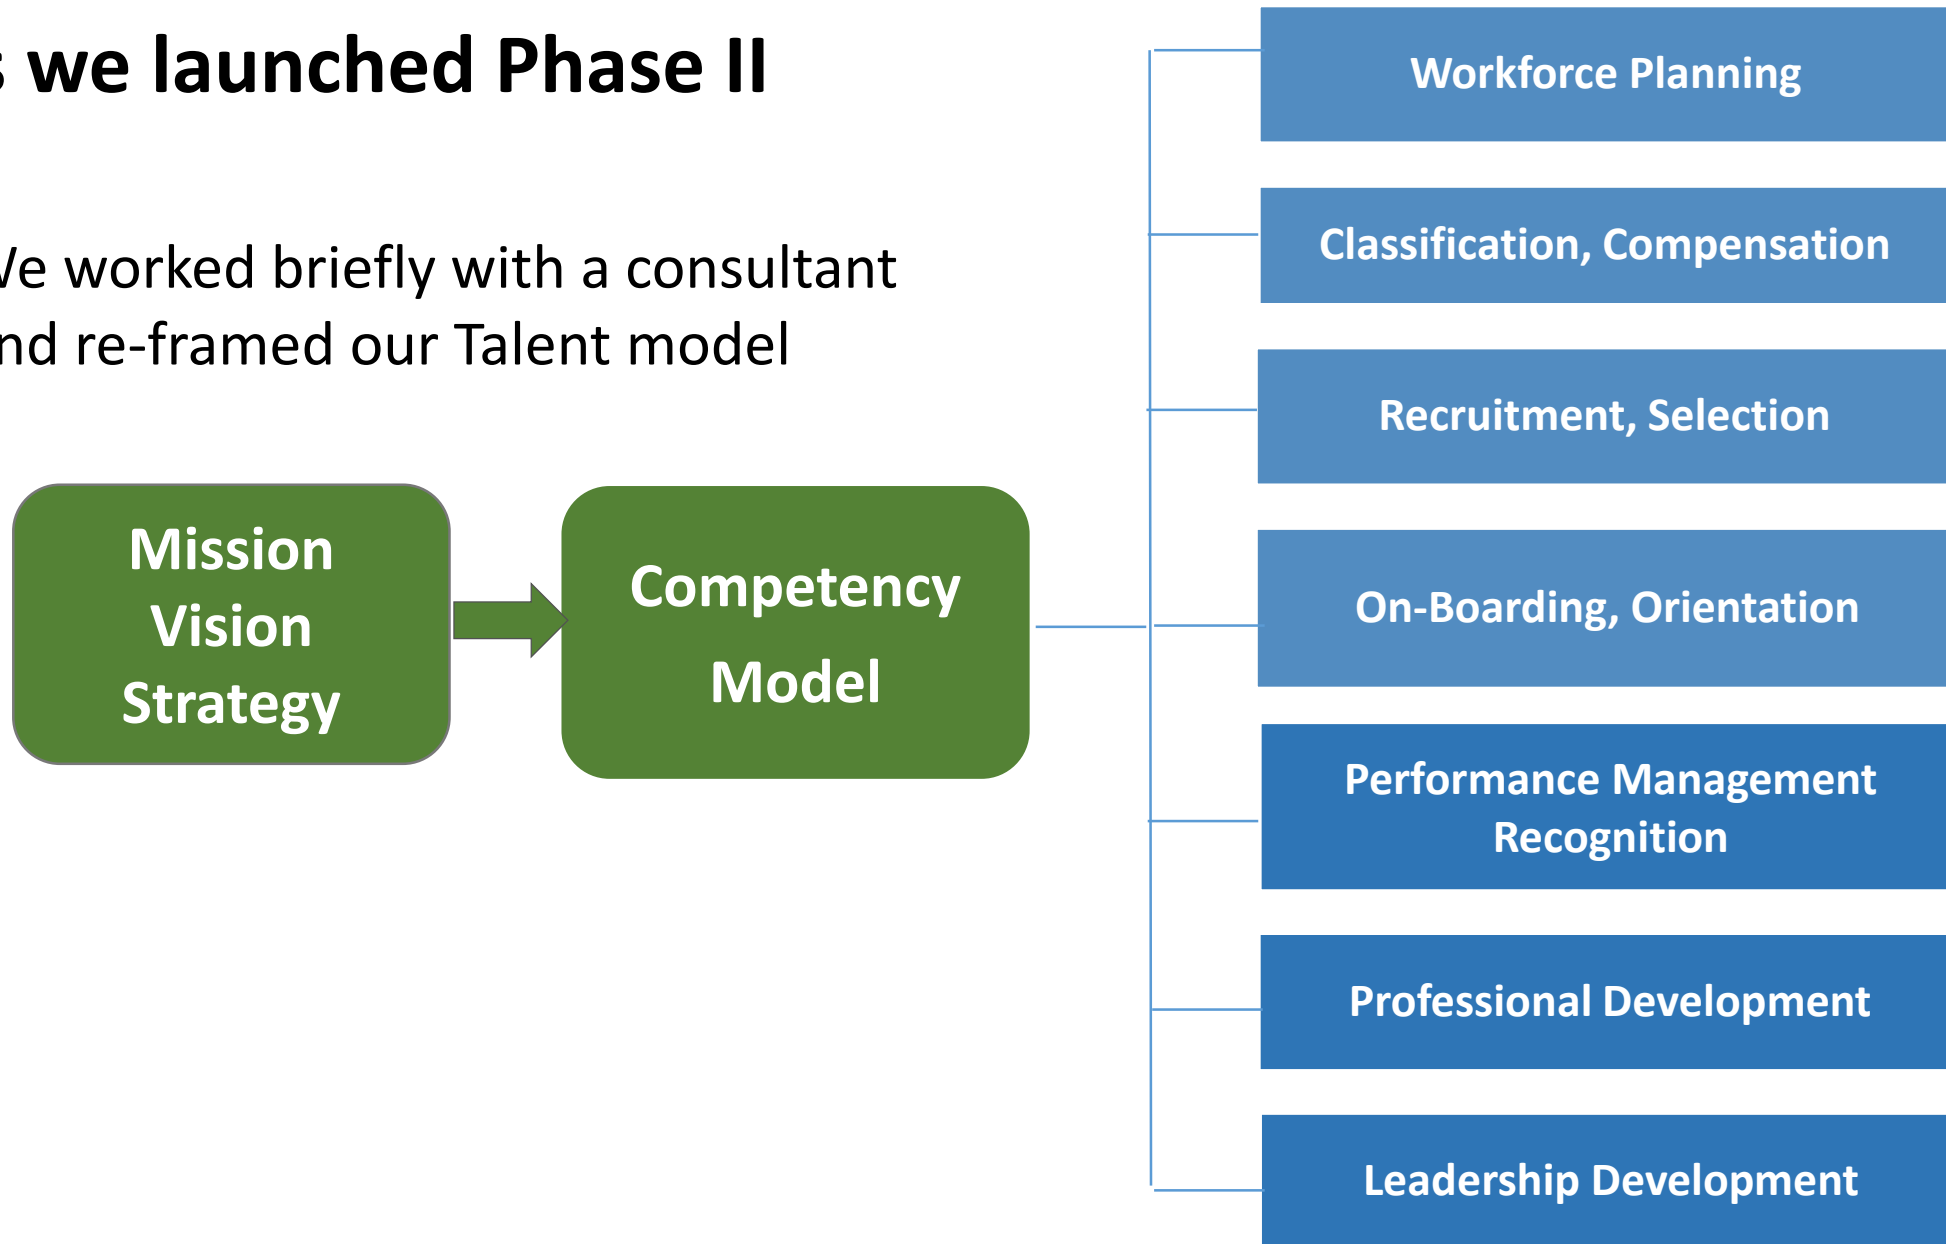 we launched Phase II
We worked briefly with a consultant
re-framed our Talent model
Mission
Vision
Strategy
Competency
Model
Workforce Planning
Classification, Compensation
Recruitment, Selection
On-Boarding, Orientation
Performance Management
Recognition
Professional Development
Leadership Development